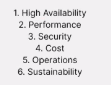 1. High Availability
2. Performance
3. Security
4. Cost
5. Operations
6. Sustainability